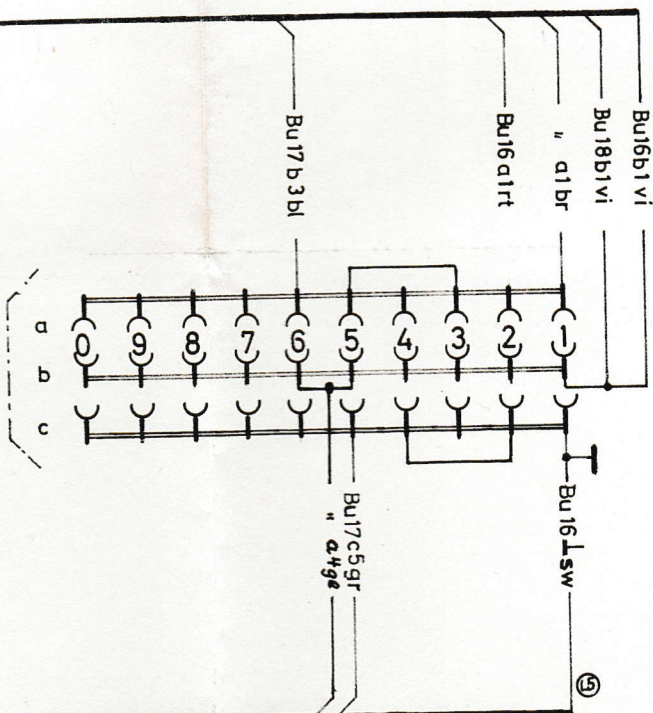 Bu17b3bl
Bu16a1rt
" a1br
Bu18b1vi
Bu16b1vi
a
b
c
0 9 8 7 6 5 4 3 2 1
" a4ge
Bu17c5gr
Bu16⊥sw
15